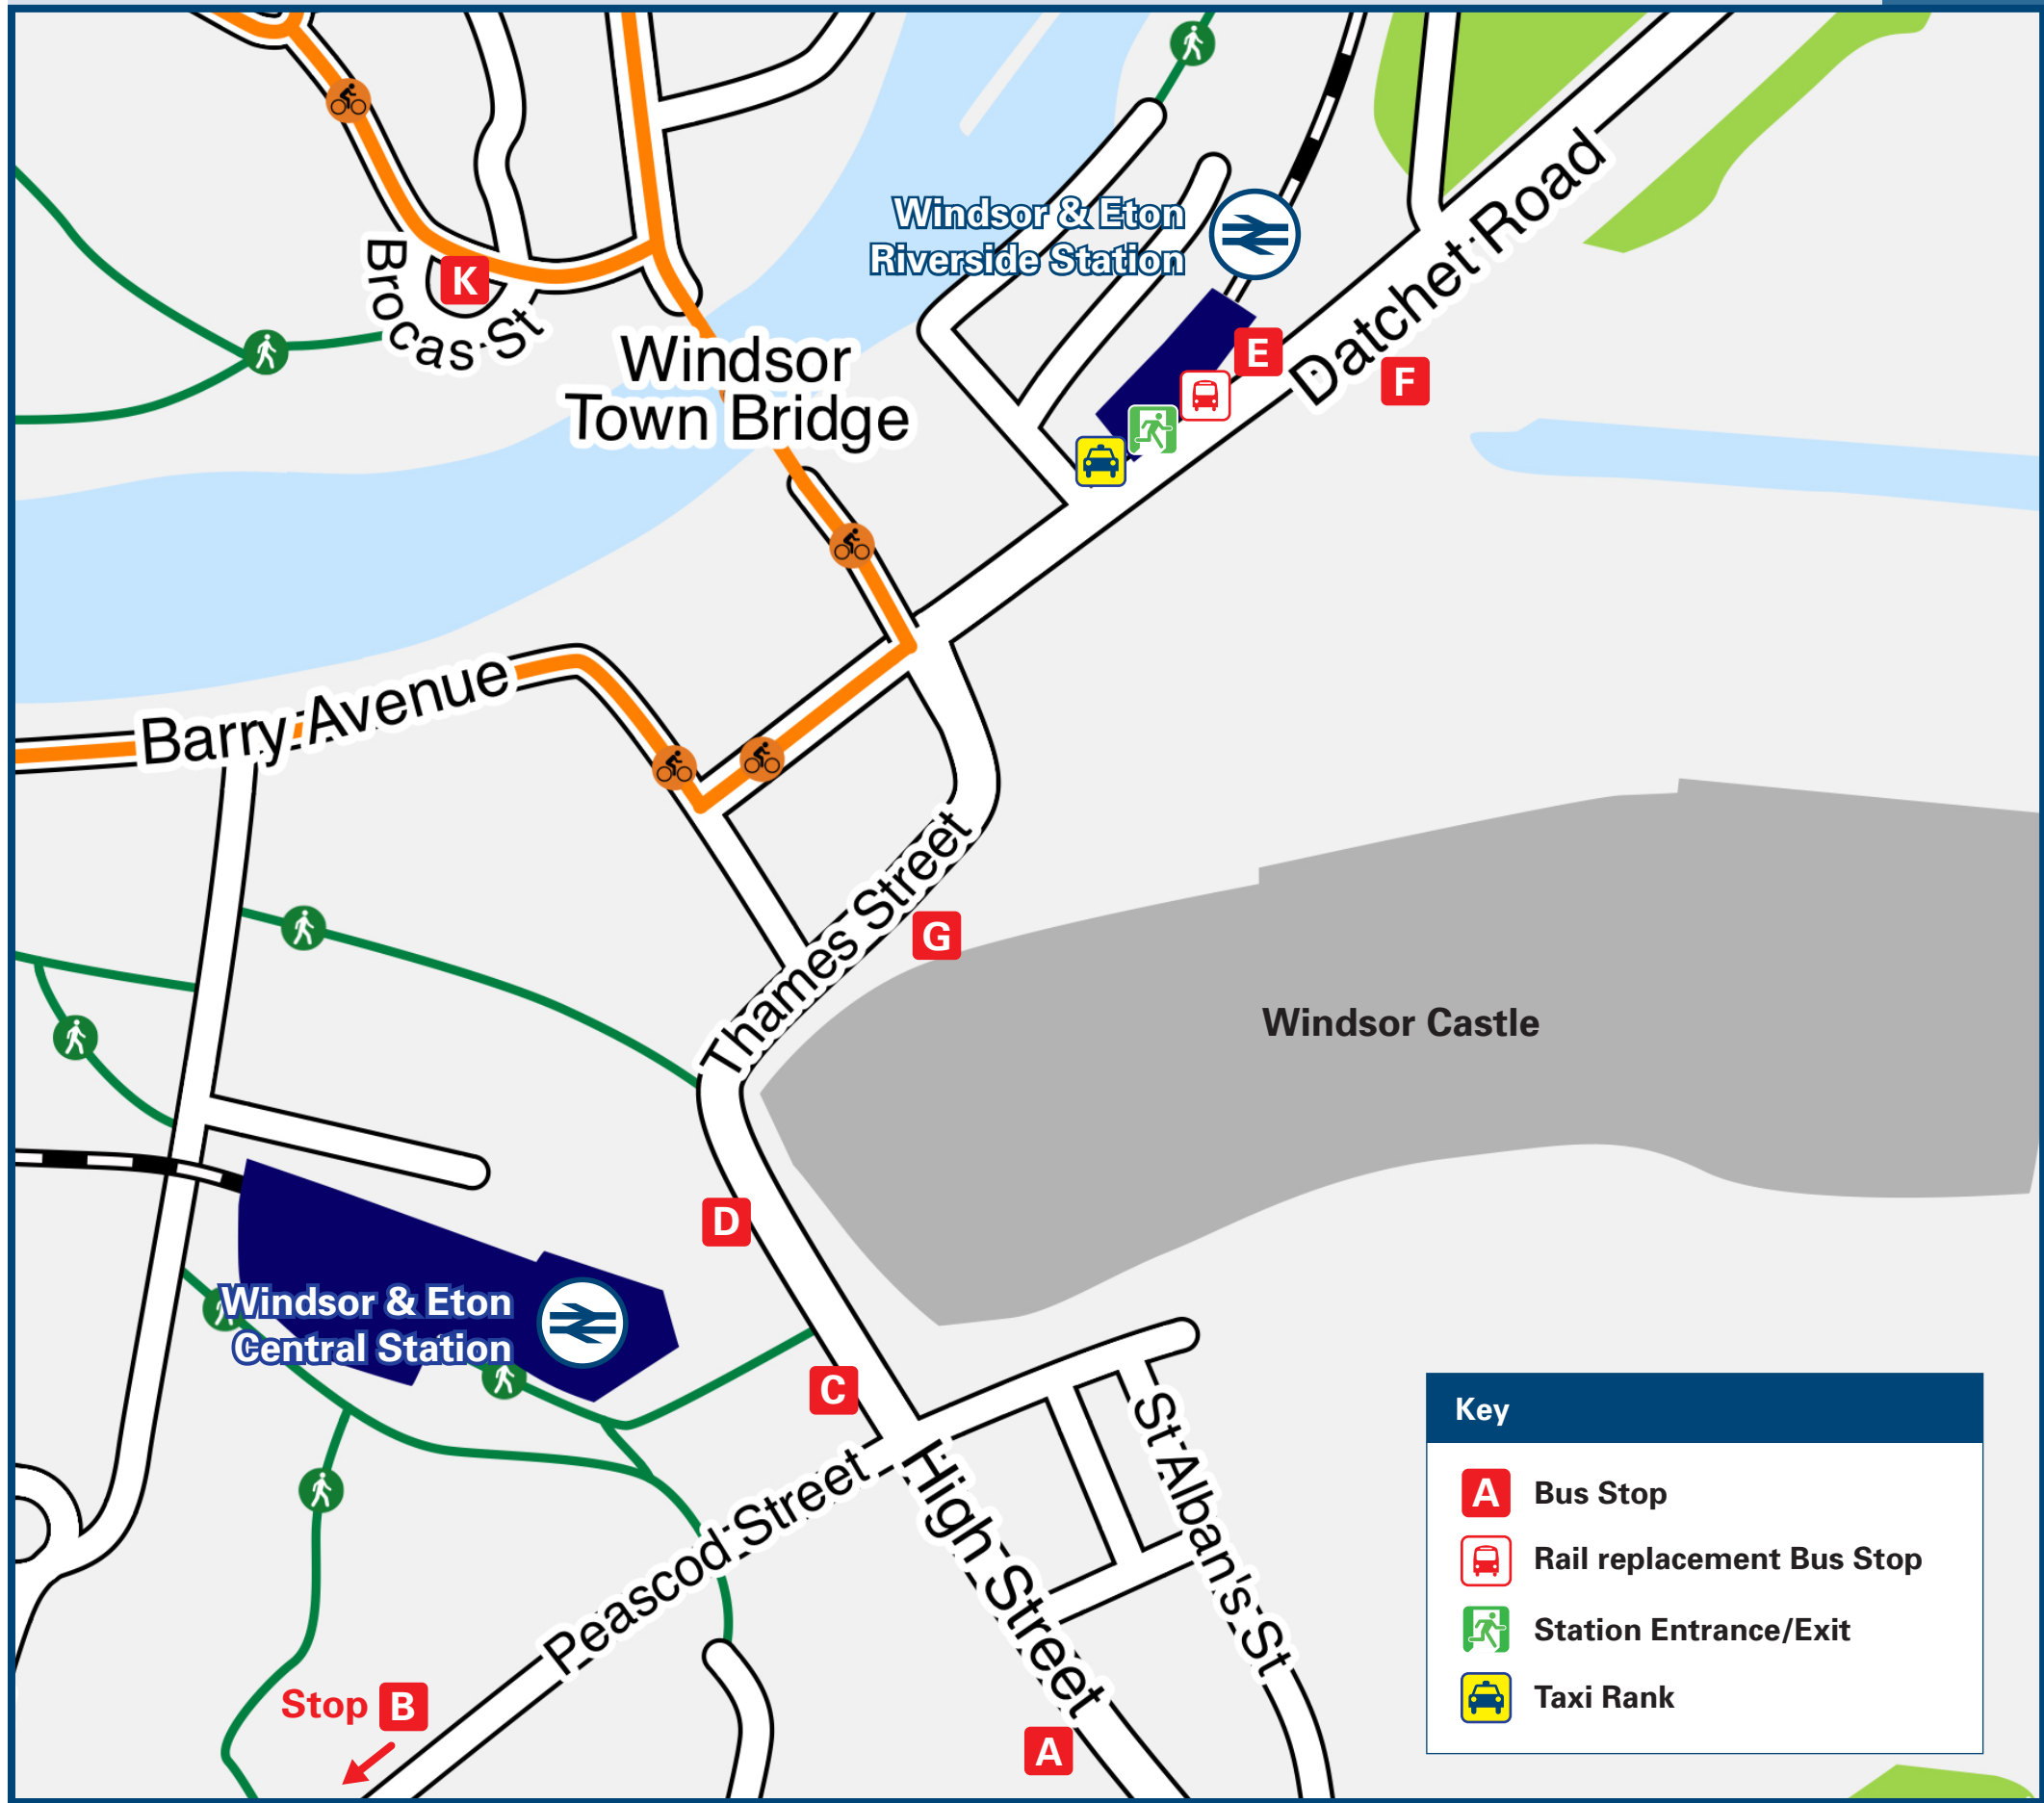 Windsor & Eton
Riverside Station
Brocas St
K
Windsor
Town Bridge
E
F
Datchet Road
Barry Avenue
Thames Street
G
Windsor Castle
D
Windsor & Eton
Central Station
C
Peascod Street
High Street
St Alban's St
Stop B
A
Key
A Bus Stop
Rail replacement Bus Stop
Station Entrance/Exit
Taxi Rank